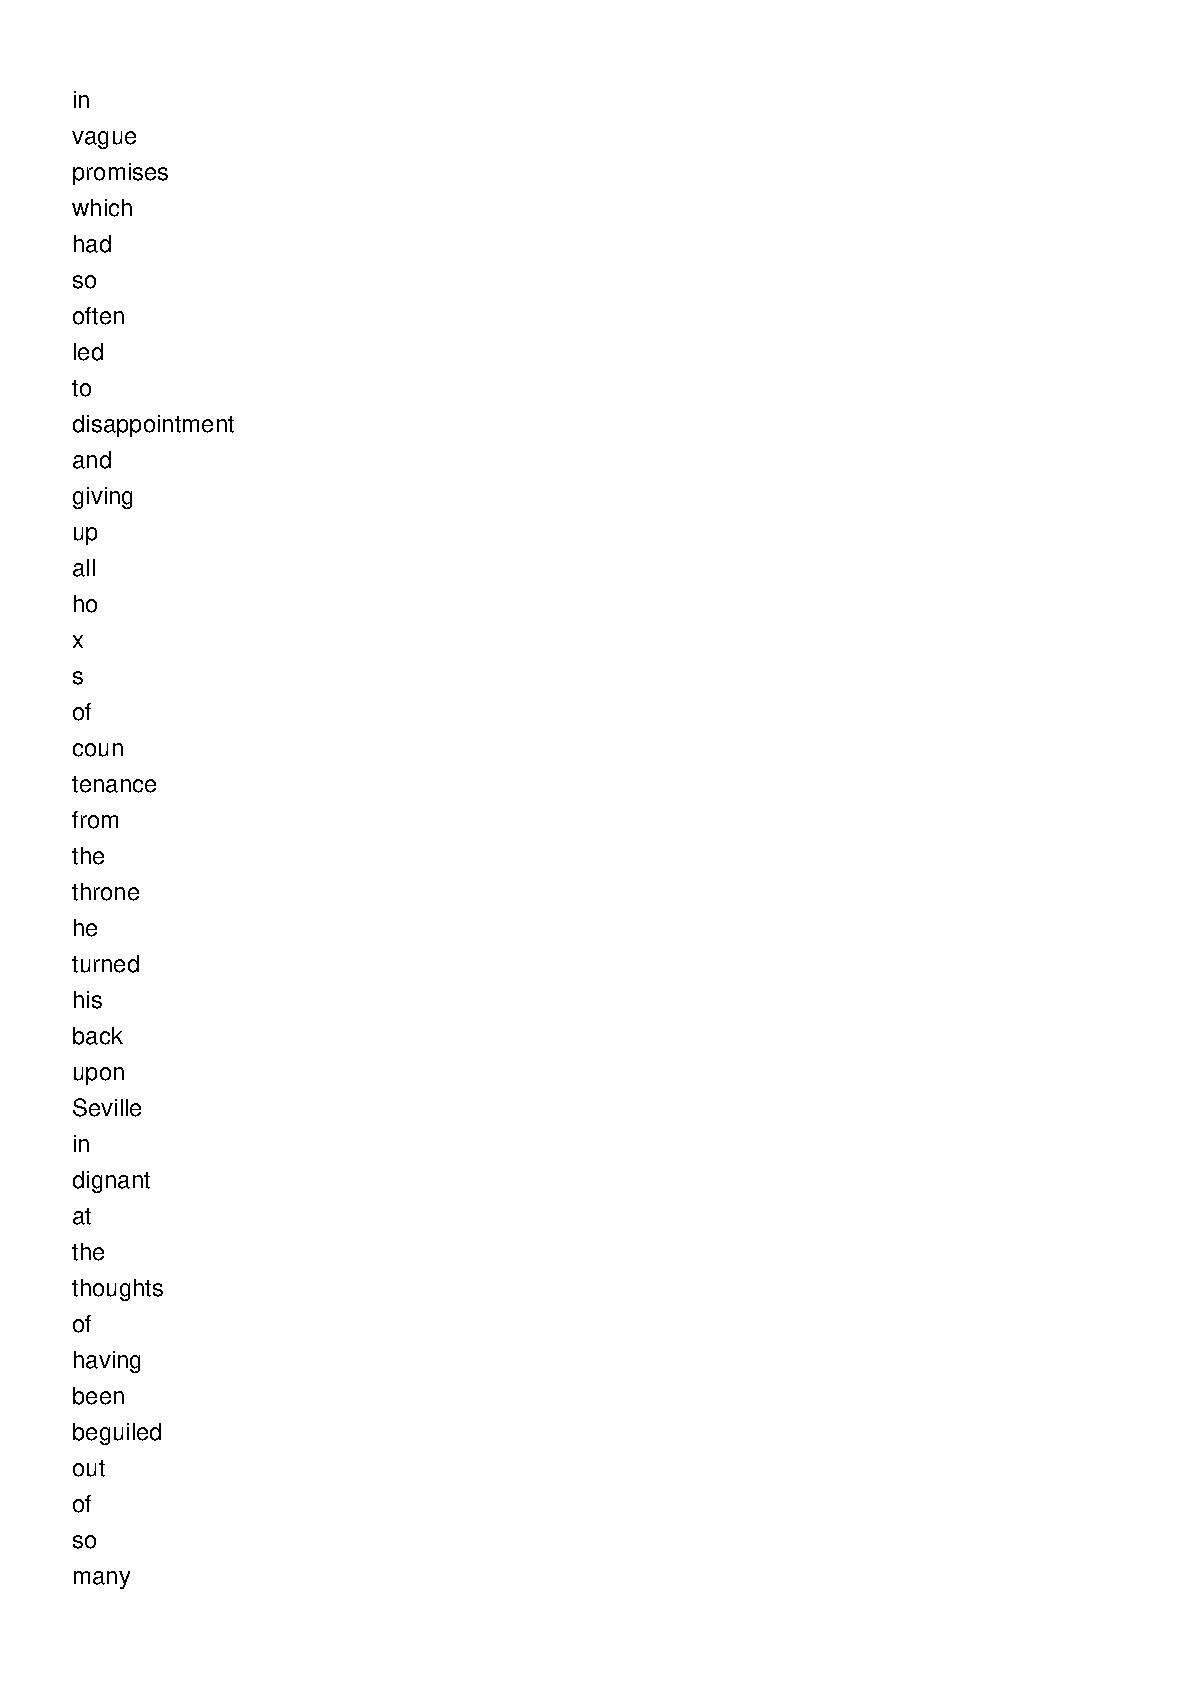 in
vague
promises
which
had
so
often
led
to
disappointment
and
giving
up
all
ho
x
s
of
coun
tenance
from
the
throne
he
turned
his
back
upon
Seville
in
dignant
at
the
thoughts
of
having
been
beguiled
out
of
so
many